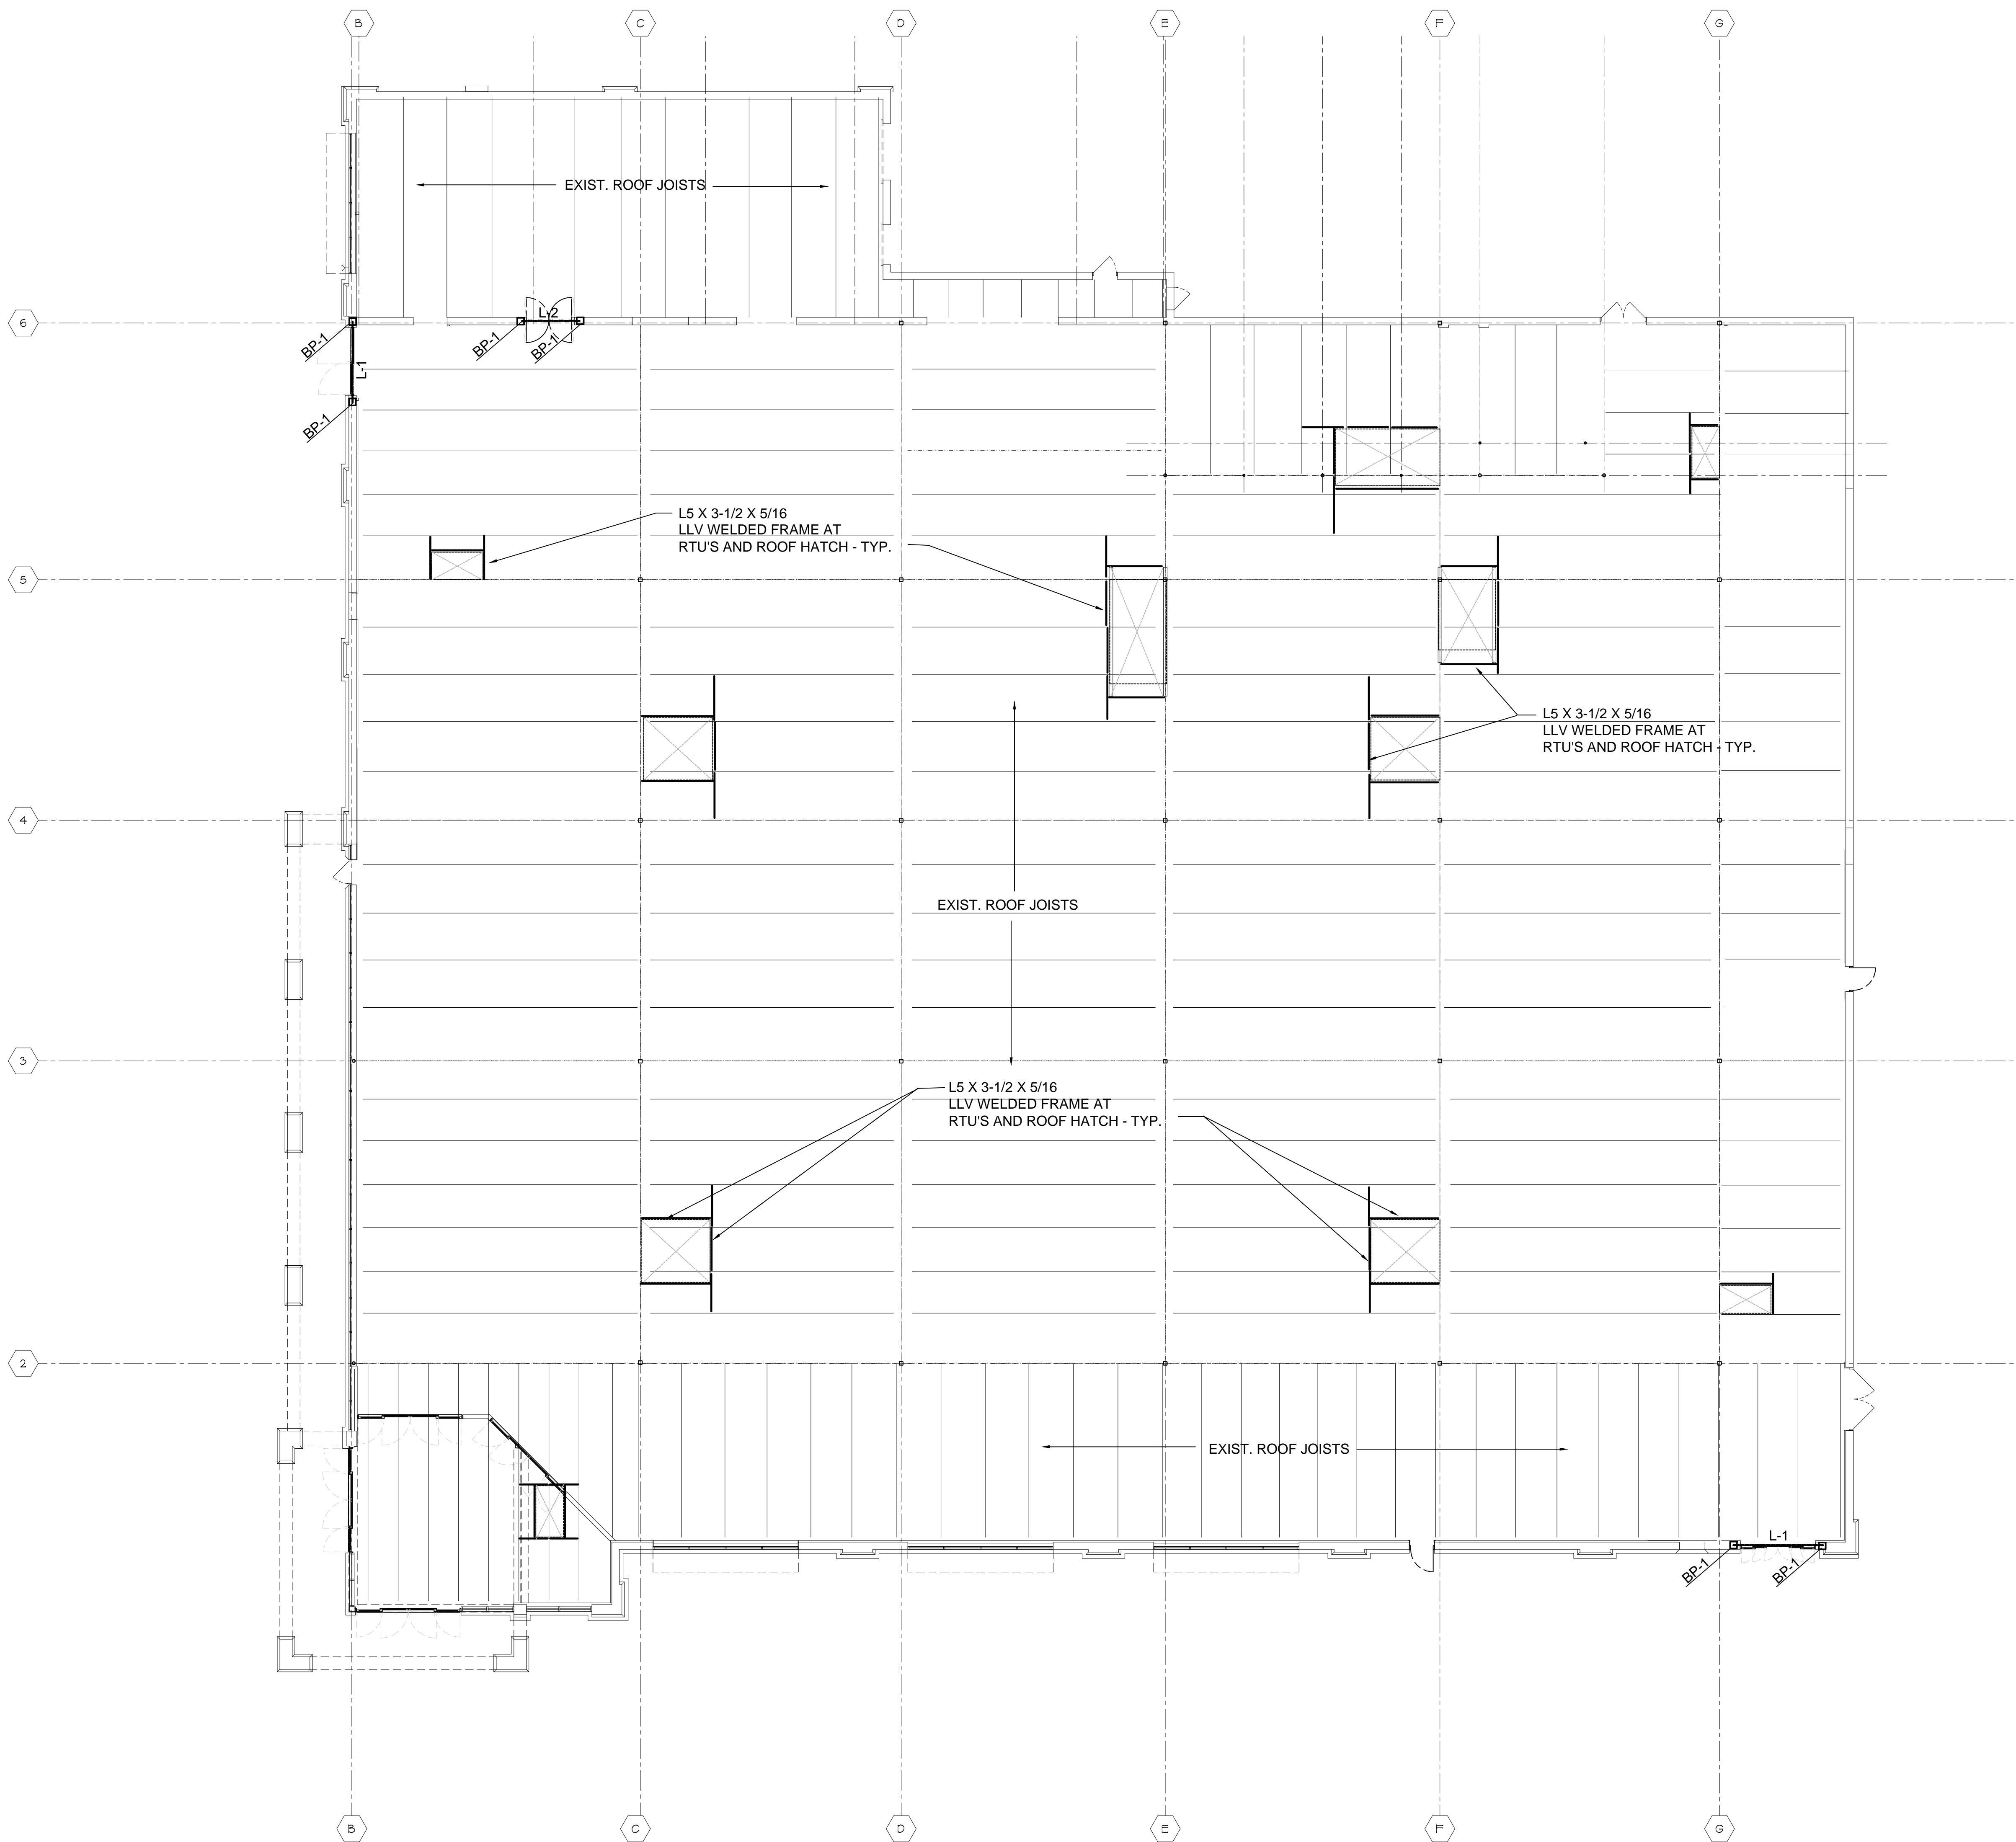 B
C
D
E
F
G
EXIST. ROOF JOISTS
6
L-2
BP-1
BP-1
BP-1
L-1
BP-1
L5 X 3-1/2 X 5/16
LLV WELDED FRAME AT
RTU'S AND ROOF HATCH - TYP.
5
L5 X 3-1/2 X 5/16
LLV WELDED FRAME AT
RTU'S AND ROOF HATCH - TYP.
4
EXIST. ROOF JOISTS
3
L5 X 3-1/2 X 5/16
LLV WELDED FRAME AT
RTU'S AND ROOF HATCH - TYP.
2
EXIST. ROOF JOISTS
L-1
BP-1
BP-1
B
C
D
E
F
G